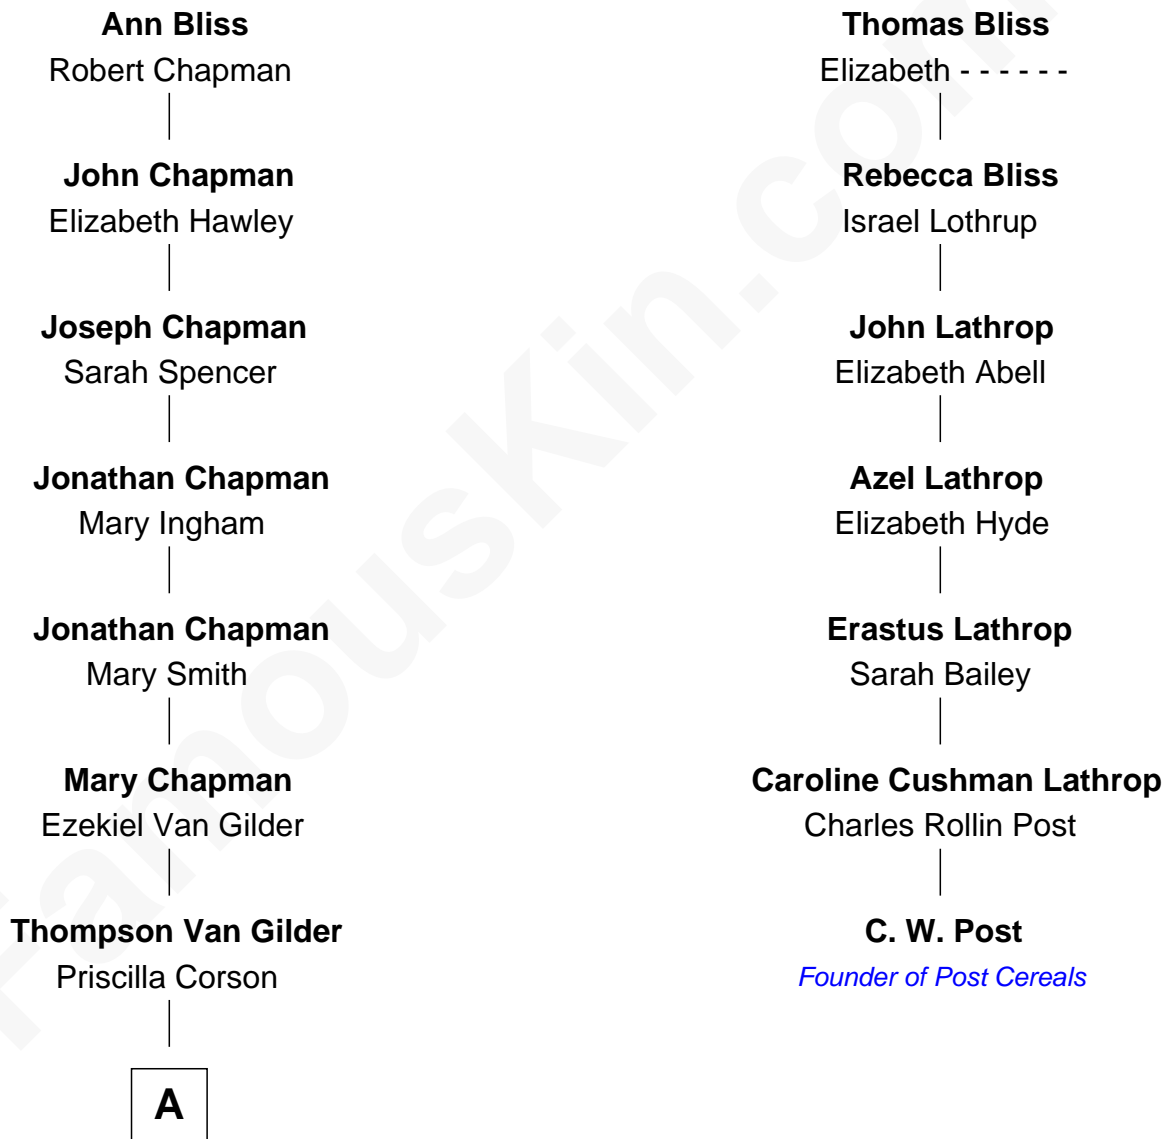 Ann Bliss
Robert Chapman
John Chapman
Elizabeth Hawley
Joseph Chapman
Sarah Spencer
Jonathan Chapman
Mary Ingham
Jonathan Chapman
Mary Smith
Mary Chapman
Ezekiel Van Gilder
Thompson Van Gilder
Priscilla Corson
A
Thomas Bliss
Elizabeth - - - - - -
Rebecca Bliss
Israel Lothrup
John Lathrop
Elizabeth Abell
Azel Lathrop
Elizabeth Hyde
Erastus Lathrop
Sarah Bailey
Caroline Cushman Lathrop
Charles Rollin Post
C. W. Post
Founder of Post Cereals
FamousKin.com